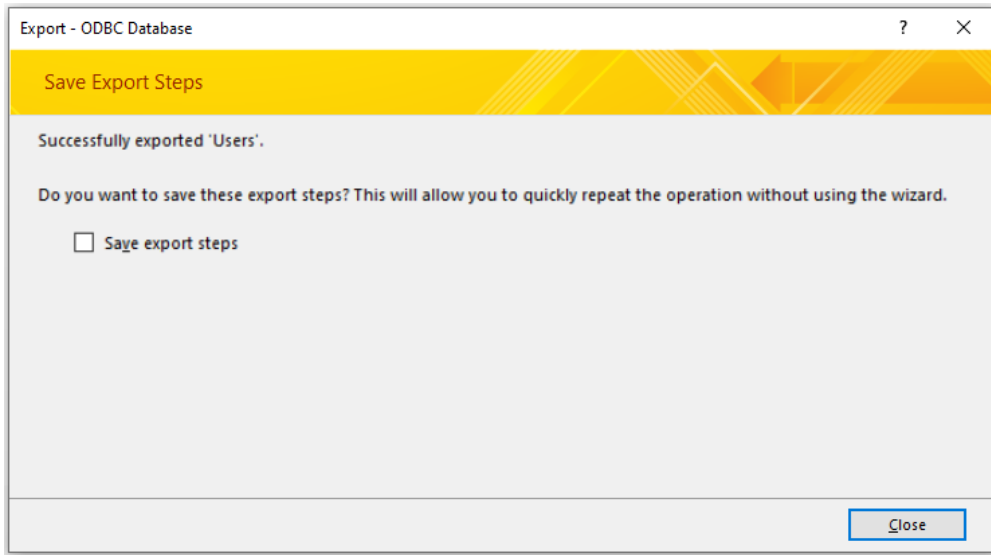 Export - ODBC Database
Save Export Steps
Successfully exported 'Users'.
Do you want to save these export steps? This will allow you to quickly repeat the operation without using the wizard.
Save export steps
Close